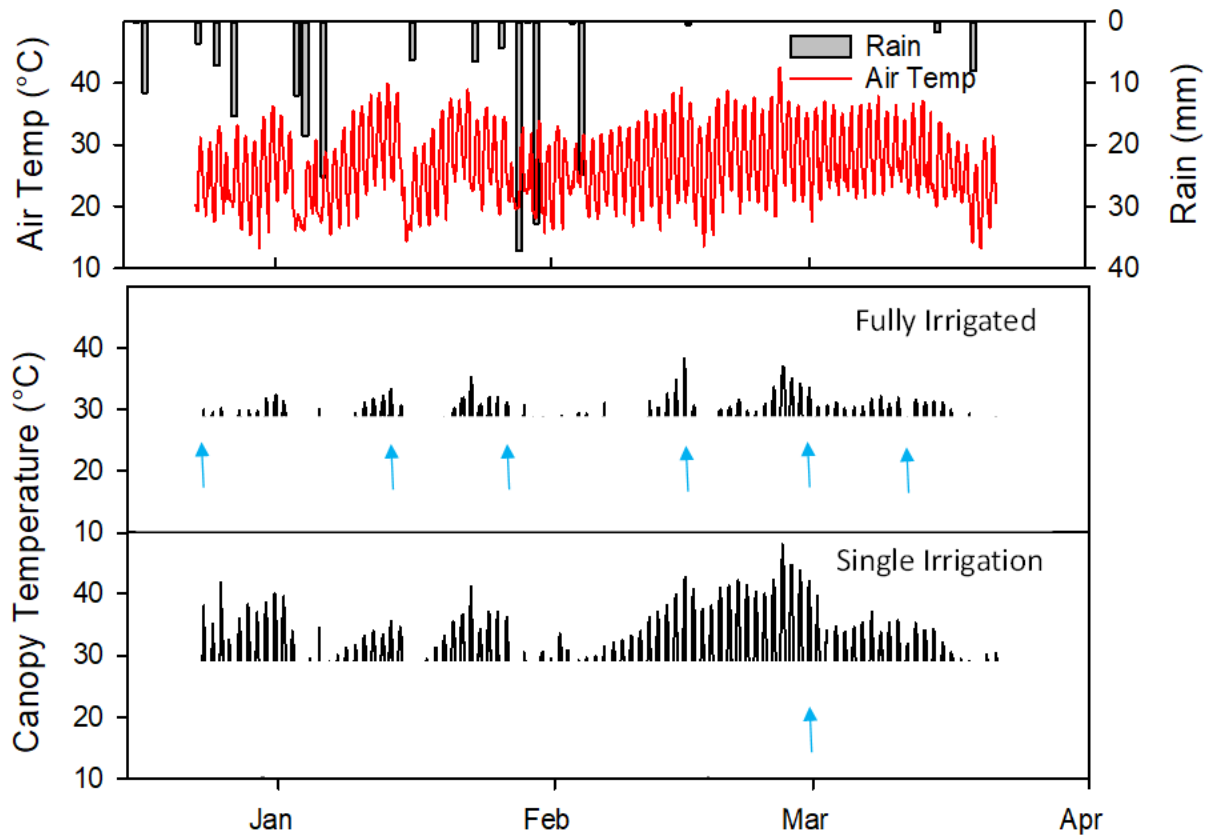 0
40
Rain
Air Temp
10
30
20
20
30
10
40
Air Temp (°C)
Rain (mm)
Fully Irrigated
40
30
20
10
Single Irrigation
40
30
20
10
Canopy Temperature (°C)
Jan
Feb
Mar
Apr